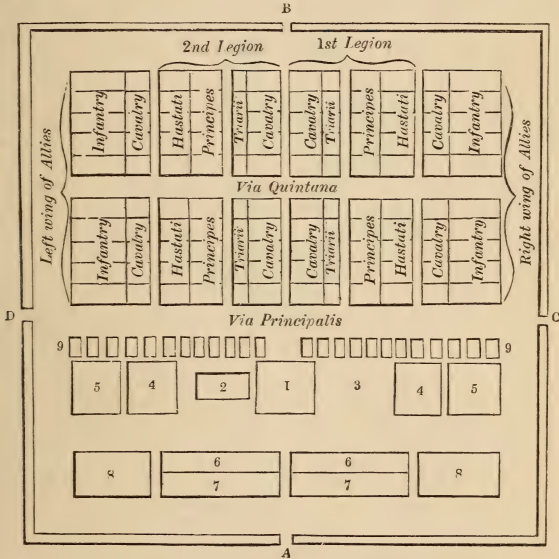 B
2nd Legion 1st Legion
Left wing of Allies
Infantry Cavalry Hastati Principes Triarii Cavalry Cavalry Triarii Principes Hastati Cavalry Infantry
Right wing of Allies
Via Quintana
Infantry Cavalry Hastati Principes Triarii Cavalry Cavalry Triarii Principes Hastati Cavalry Infantry
D Via Principalis C
9 9
5 4 2 1 3 4 5
8 6 6 8
7 7
A